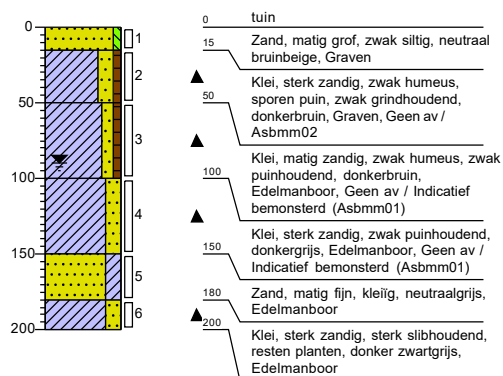 0
50
100
150
200
1
2
3
4
5
6
0
tuin
15
Zand, matig grof, zwak siltig, neutraal
bruinbeige, Graven
50
Klei, sterk zandig, zwak humeus,
sporen puin, zwak grindhoudend,
donkerbruin, Graven, Geen av /
Asbmm02
100
Klei, matig zandig, zwak humeus, zwak
puinhoudend, donkerbruin,
Edelmanboor, Geen av / Indicatief
bemonsterd (Asbmm01)
150
Klei, sterk zandig, zwak puinhoudend,
donkergrijs, Edelmanboor, Geen av /
Indicatief bemonsterd (Asbmm01)
180
Zand, matig fijn, kleiïg, neutraalgrijs,
Edelmanboor
200
Klei, sterk zandig, sterk slibhoudend,
resten planten, donker zwartgrijs,
Edelmanboor